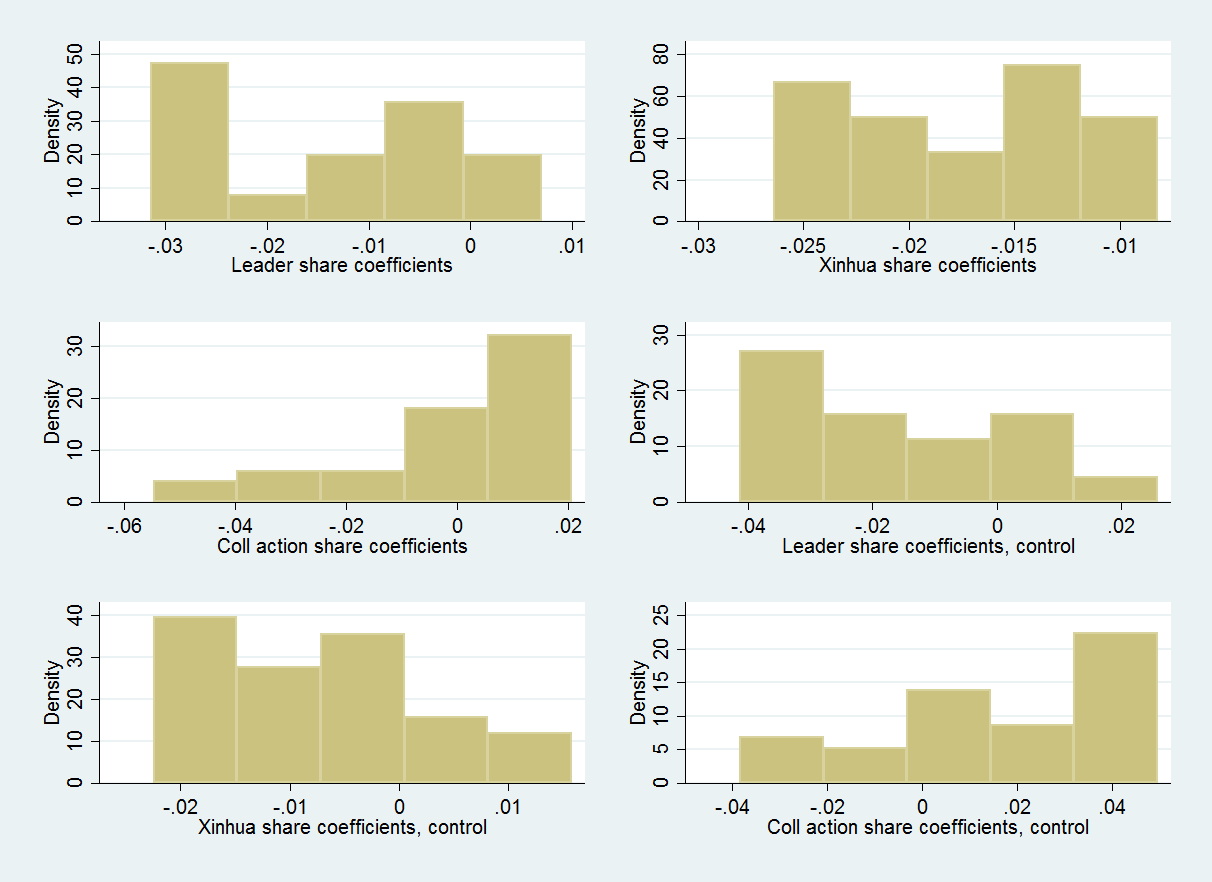 Density
50
40
30
20
10
0
-.03 -.02 -.01 0 .01
Leader share coefficients
Density
80
60
40
20
0
-.03 -.025 -.02 -.015 -.01
Xinhua share coefficients
Density
30
20
10
0
-.06 -.04 -.02 0 .02
Coll action share coefficients
Density
30
20
10
0
-.04 -.02 0 .02
Leader share coefficients, control
Density
40
30
20
10
0
-.02 -.01 0 .01
Xinhua share coefficients, control
Density
25
20
15
10
5
0
-.04 -.02 0 .02 .04
Coll action share coefficients, control